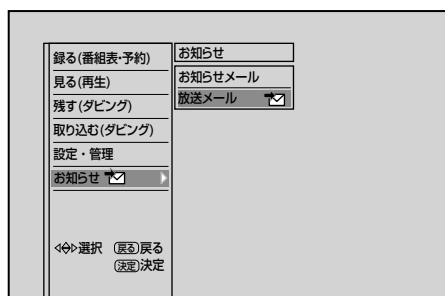 録る(番組表･予約)
見る(再生)
残す(ダビング)
取り込む(ダビング)
設定・管理
お知らせ
お知らせ
お知らせメール
放送メール
選択 戻る戻る
決定決定